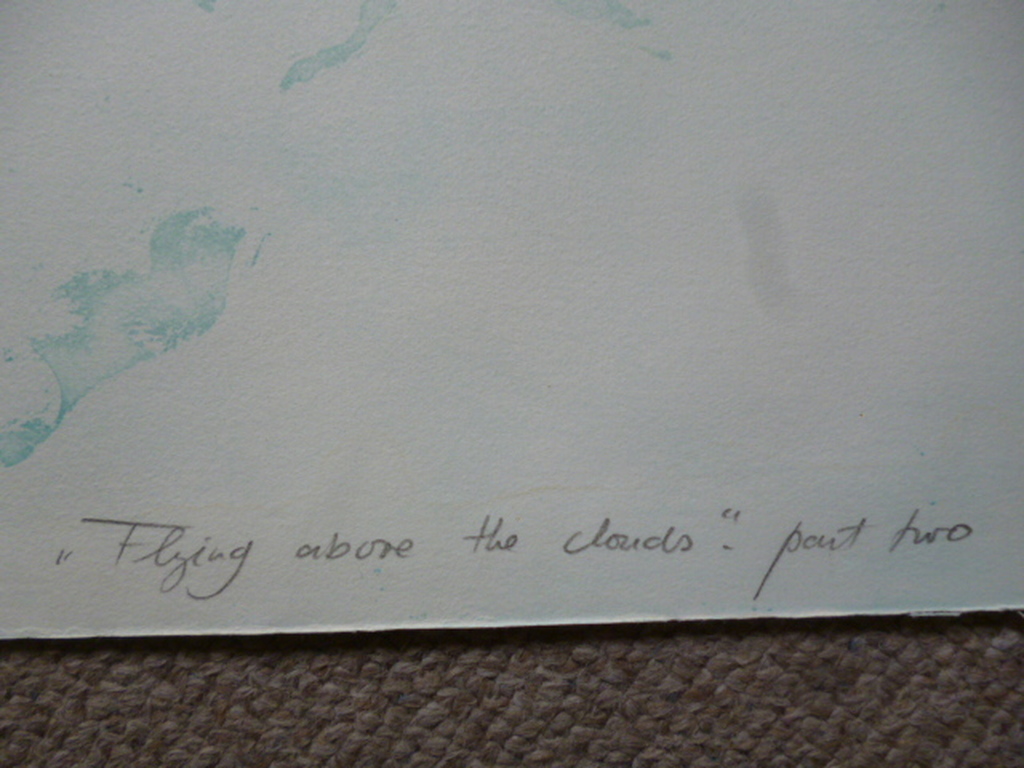 „Flying above the clouds“. part two